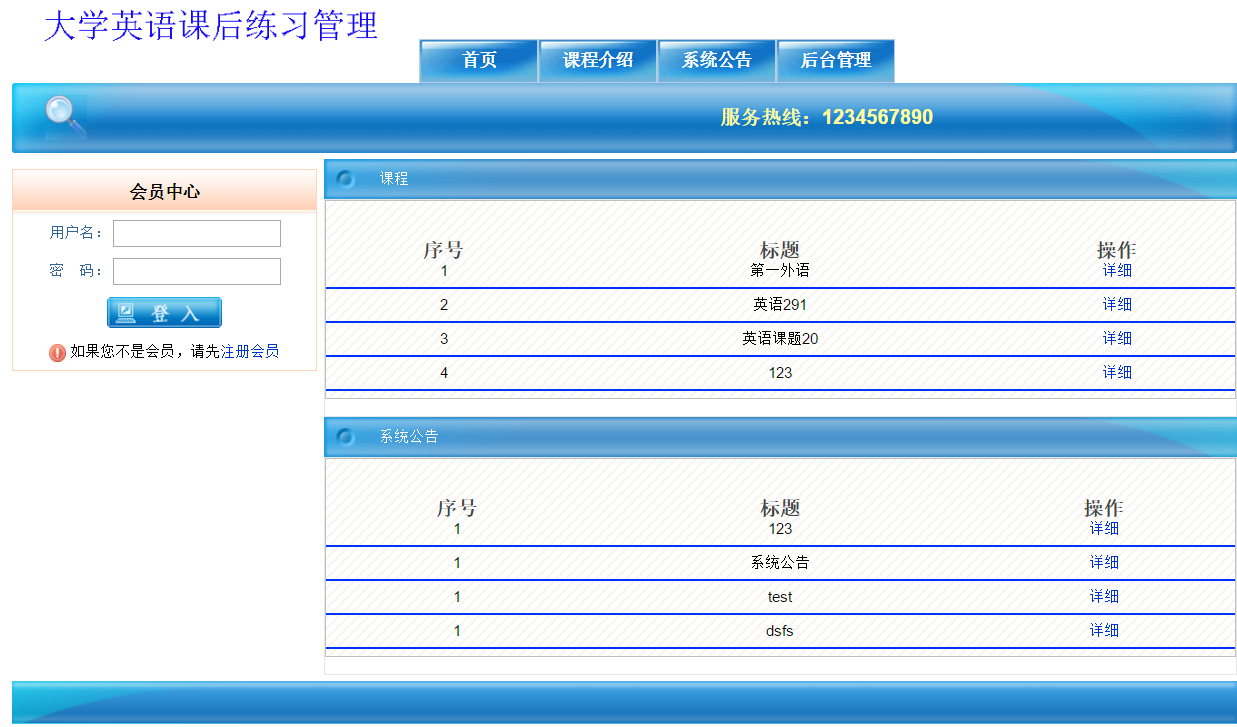 大学英语课后练习管理
首页 课程介绍 系统公告 后台管理
服务热线：1234567890
会员中心
用户名：
密 码：
登 入
如果您不是会员，请先注册会员
课程
序号 标题 操作
1 第一外语 详细
2 英语291 详细
3 英语课题20 详细
4 123 详细
系统公告
序号 标题 操作
1 123 详细
1 系统公告 详细
1 test 详细
1 dsfs 详细